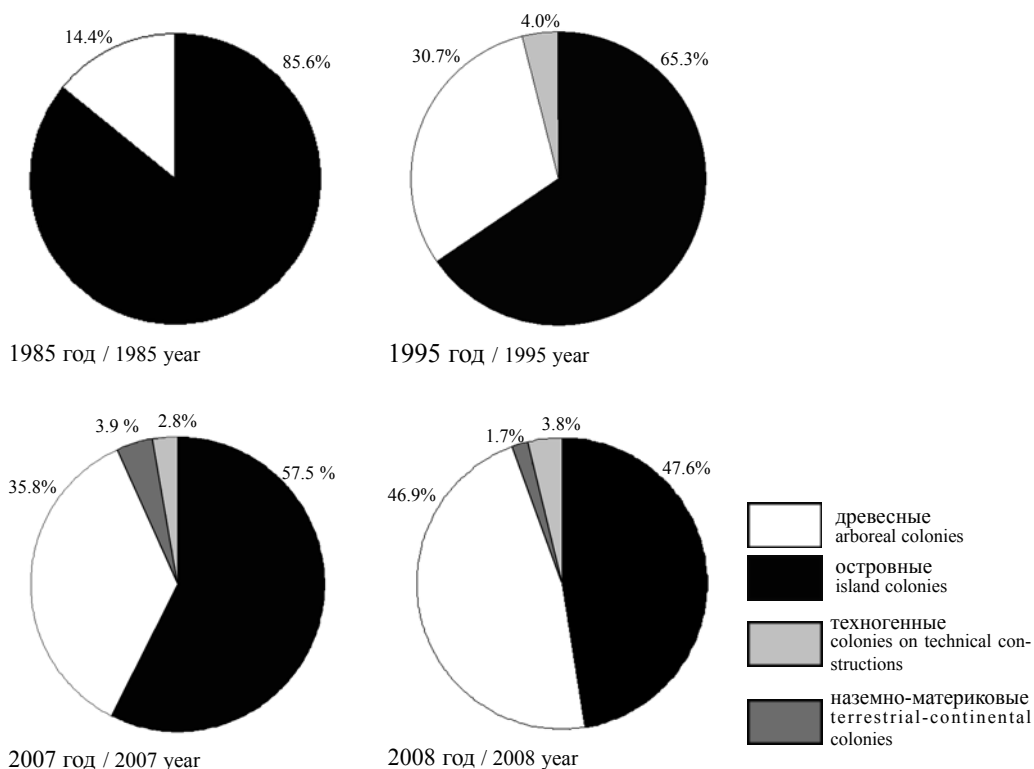 14.4%
85.6%
1985 год / 1985 year
4.0%
30.7%
65.3%
1995 год / 1995 year
3.9 %
2.8%
35.8%
57.5 %
2007 год / 2007 year
1.7%
3.8%
46.9%
47.6%
2008 год / 2008 year
древесные
arboreal colonies
островные
island colonies
техногенные
colonies on technical con-
structions
наземно-материковые
terrestrial-continental
colonies